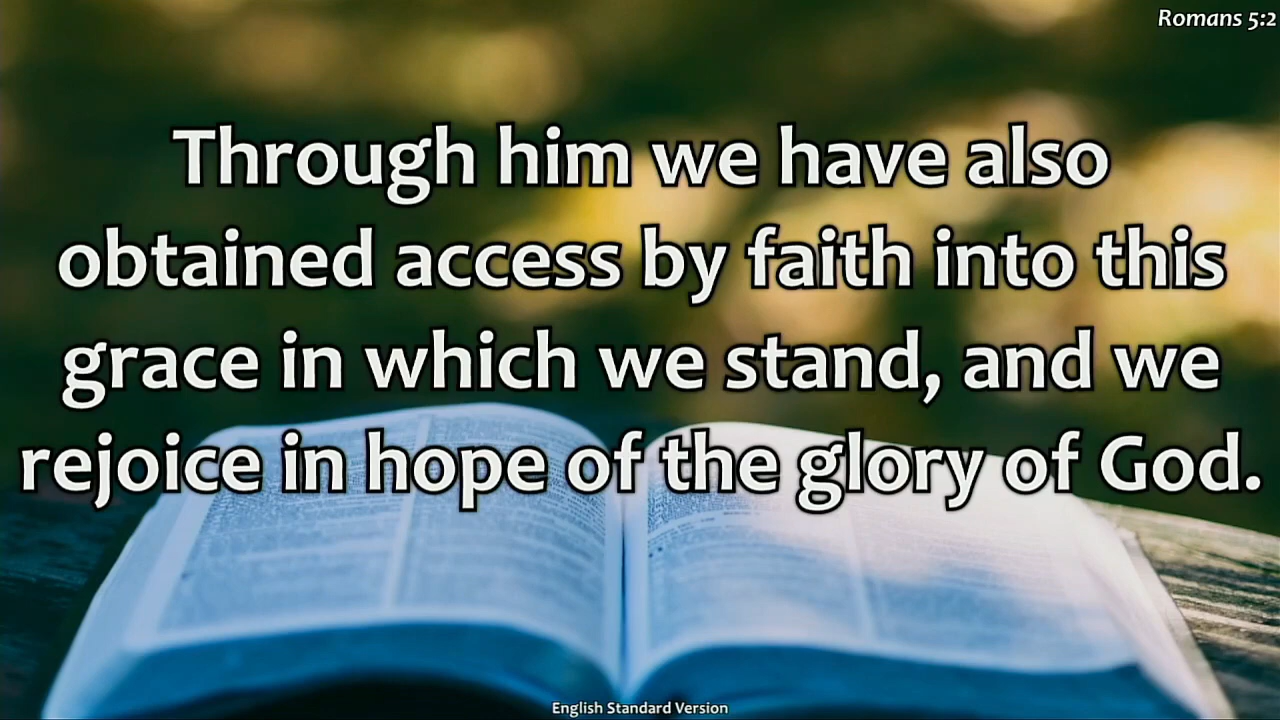 Romans 5:2
Through him we have also
obtained access by faith into this
grace in which we stand, and we
rejoice in hope of the glory of God.
English Standard Version